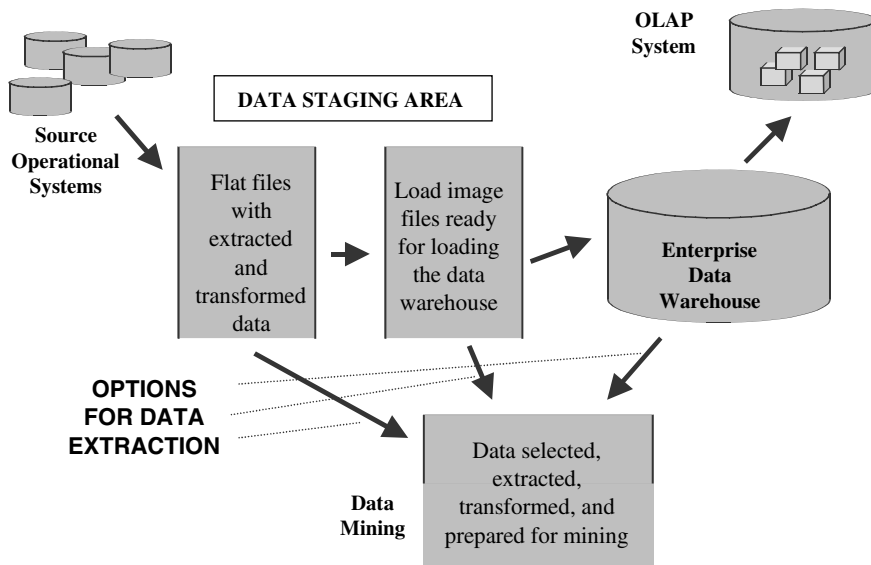 OLAP
System
DATA STAGING AREA
Source
Operational
Systems
Flat files
with
extracted
and
transformed
data
Load image
files ready
for loading
the data
warehouse
Enterprise
Data
Warehouse
OPTIONS
FOR DATA
EXTRACTION
Data
Mining
Data selected,
extracted,
transformed, and
prepared for mining